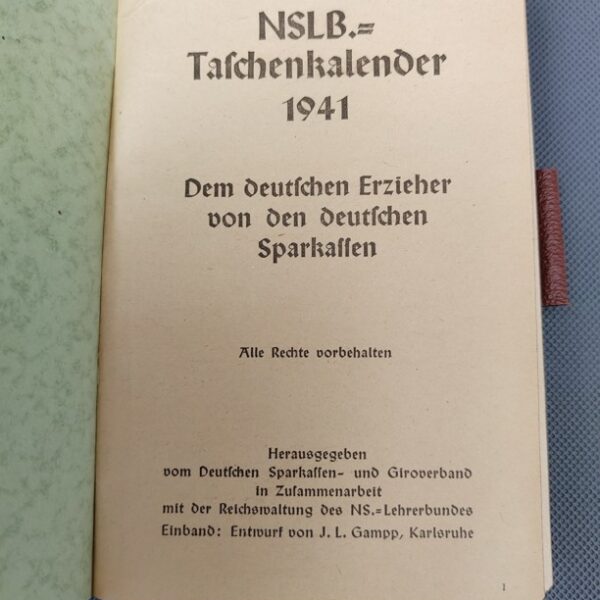 NSLB.=
Taſchenkalender
1941
Dem deutſchen Erzieher
von den deutſchen
Sparkaſſen
Alle Rechte vorbehalten
Herausgegeben
vom Deutſchen Sparkaſſen- und Giroverband
in Zuſammenarbeit
mit der Reichswaltung des NS.=Lehrerbundes
Einband: Entwurf von J. L. Gampp, Karlsruhe
1